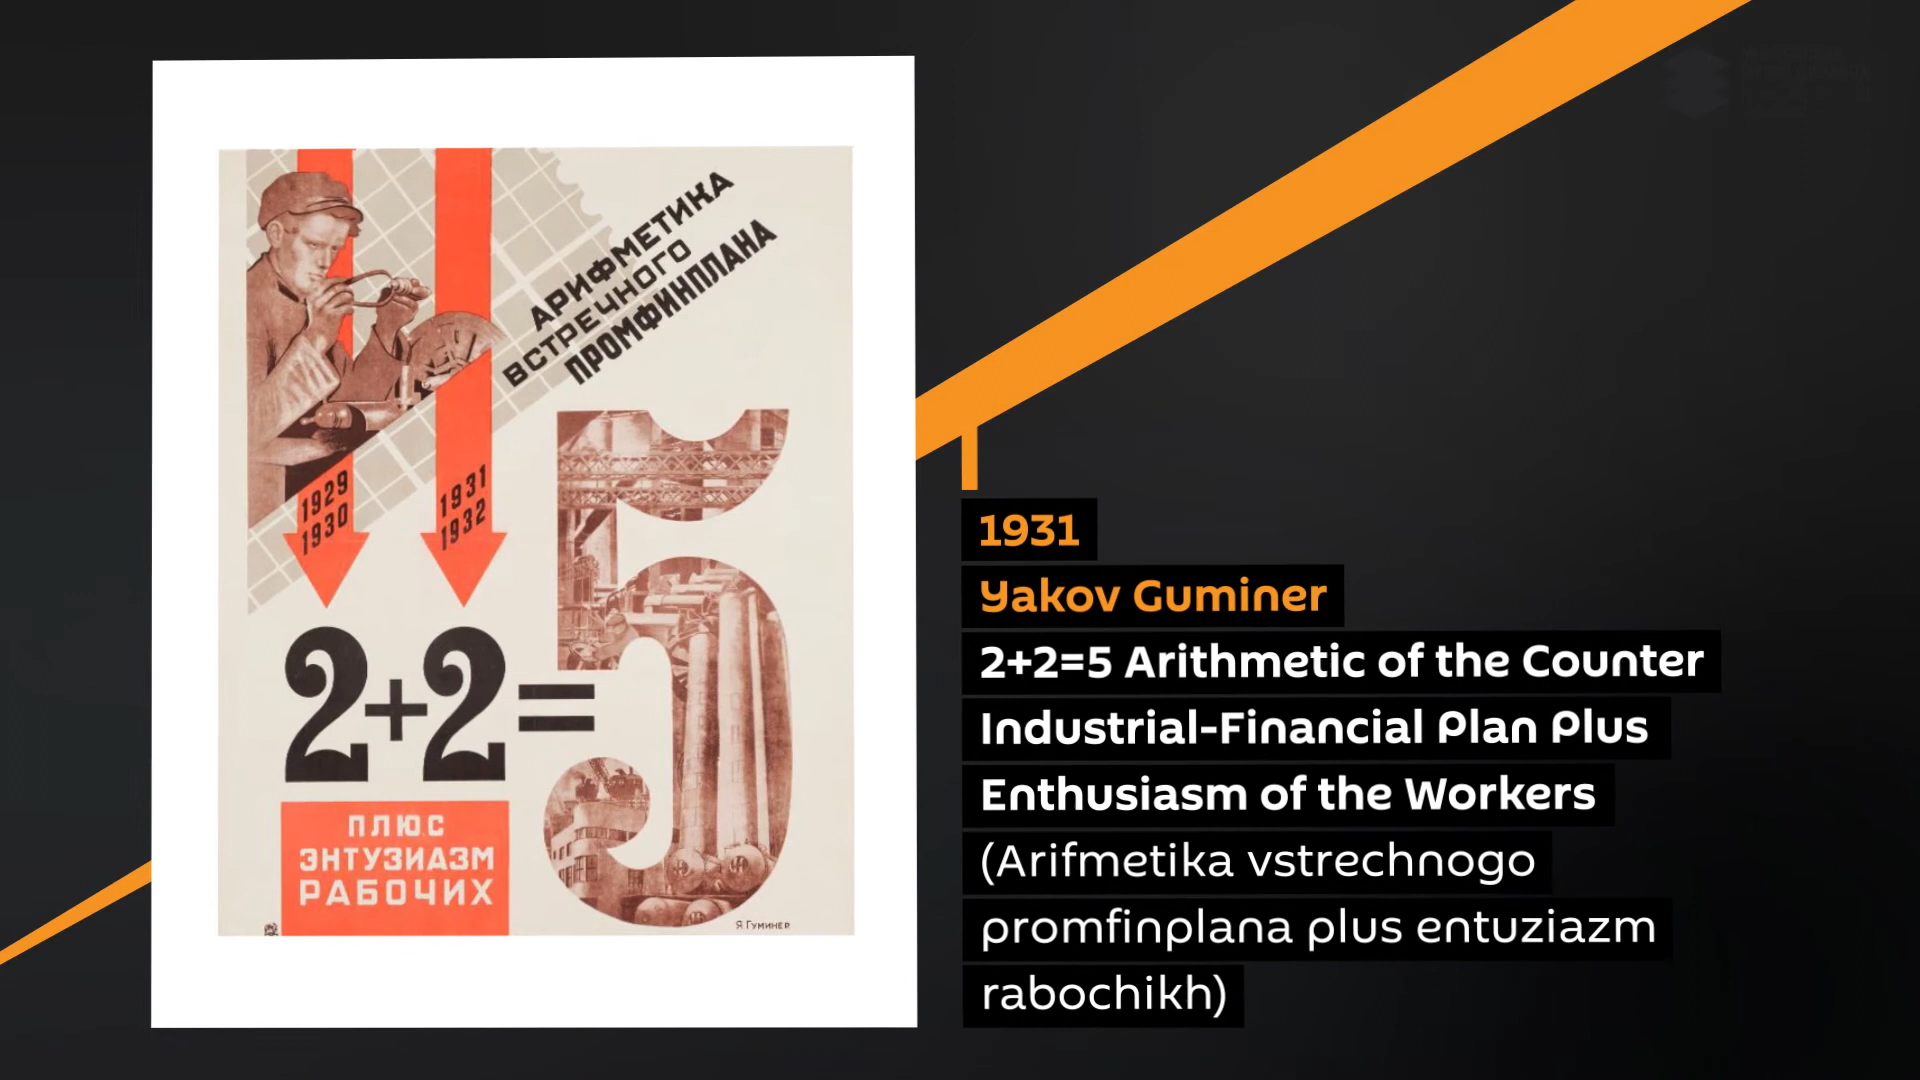 АРИФМЕТИКА
ВСТРЕЧНОГО
ПРОМФИНПЛАНА
1929
1930
1931
1932
2+2=5
ПЛЮС
ЭНТУЗИАЗМ
РАБОЧИХ
Я.ГУМИНЕР
1931
Yakov Guminer
2+2=5 Arithmetic of the Counter
Industrial-Financial Plan Plus
Enthusiasm of the Workers
(Arifmetika vstrechnogo
promfinplana plus entuziazm
rabochikh)